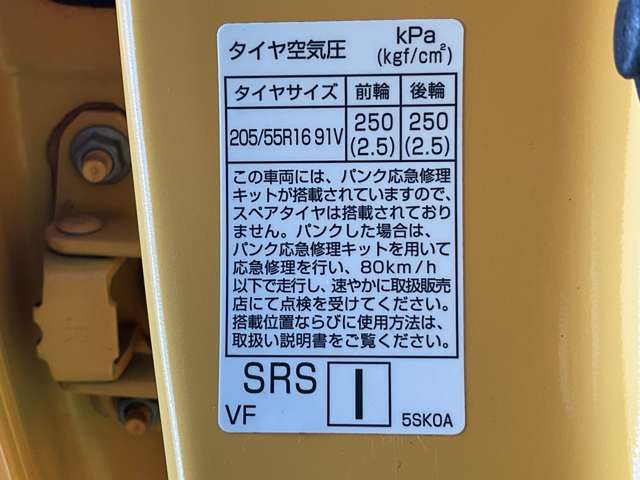 タイヤ空気圧 kPa
(kgf/cm²)
タイヤサイズ 前輪 後輪
205/55R16 91V 250 250
(2.5) (2.5)
この車両には、パンク応急修理
キットが搭載されていますので、
スペアタイヤは搭載されており
ません。パンクした場合は、
パンク応急修理キットを用いて
応急修理を行い、80km/h
以下で走行し、速やかに取扱販売
店にて点検を受けてください。
搭載位置ならびに使用方法は、
取扱い説明書をご覧ください。
SRS I
VF 5SK0A